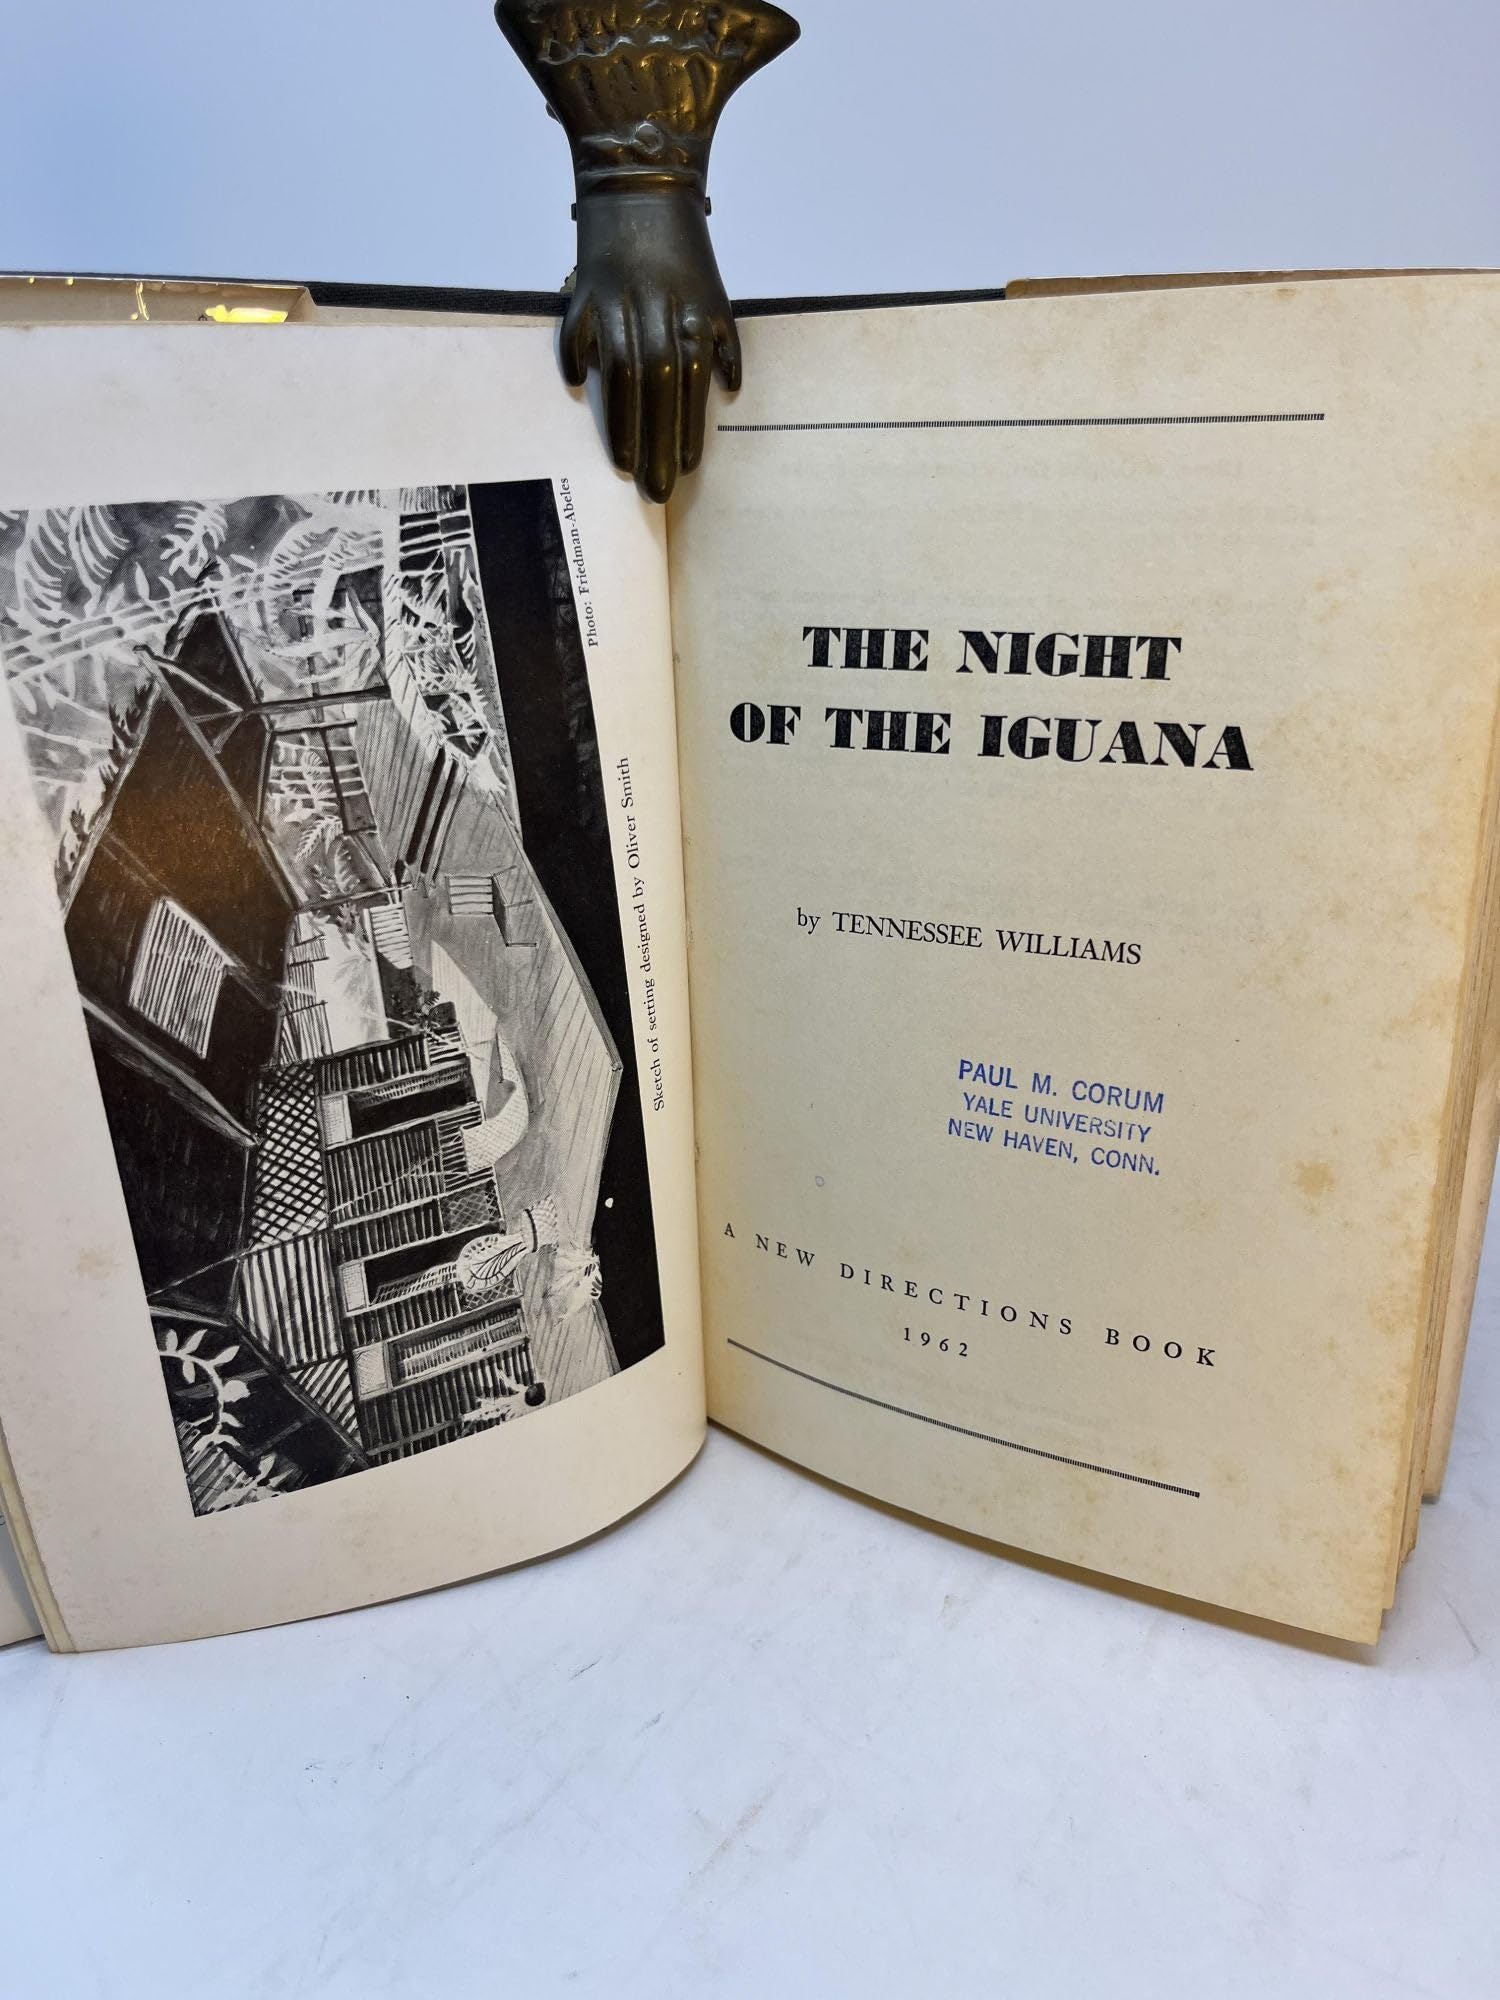 Photo: Friedman-Abeles
Sketch of setting designed by Oliver Smith
THE NIGHT
OF THE IGUANA
by TENNESSEE WILLIAMS
PAUL M. CORUM
YALE UNIVERSITY
NEW HAVEN, CONN.
A NEW DIRECTIONS BOOK
1962